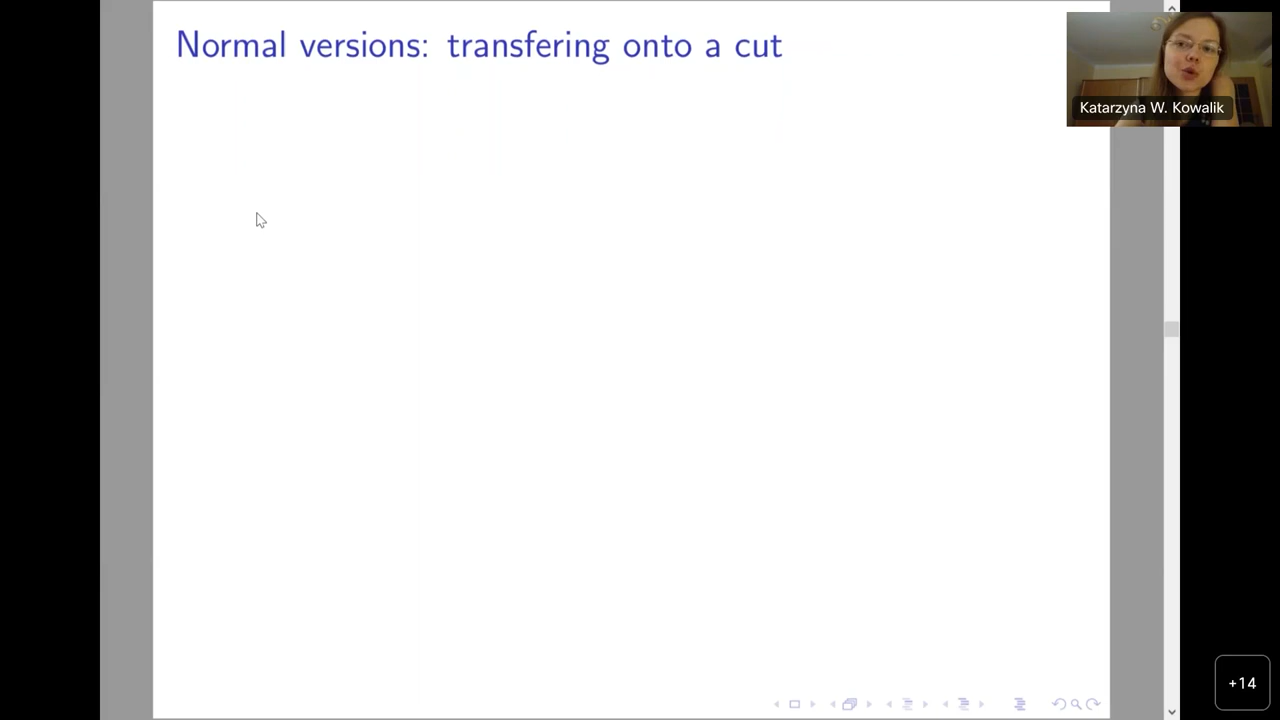 Normal versions: transfering onto a cut
Katarzyna W. Kowalik
+14